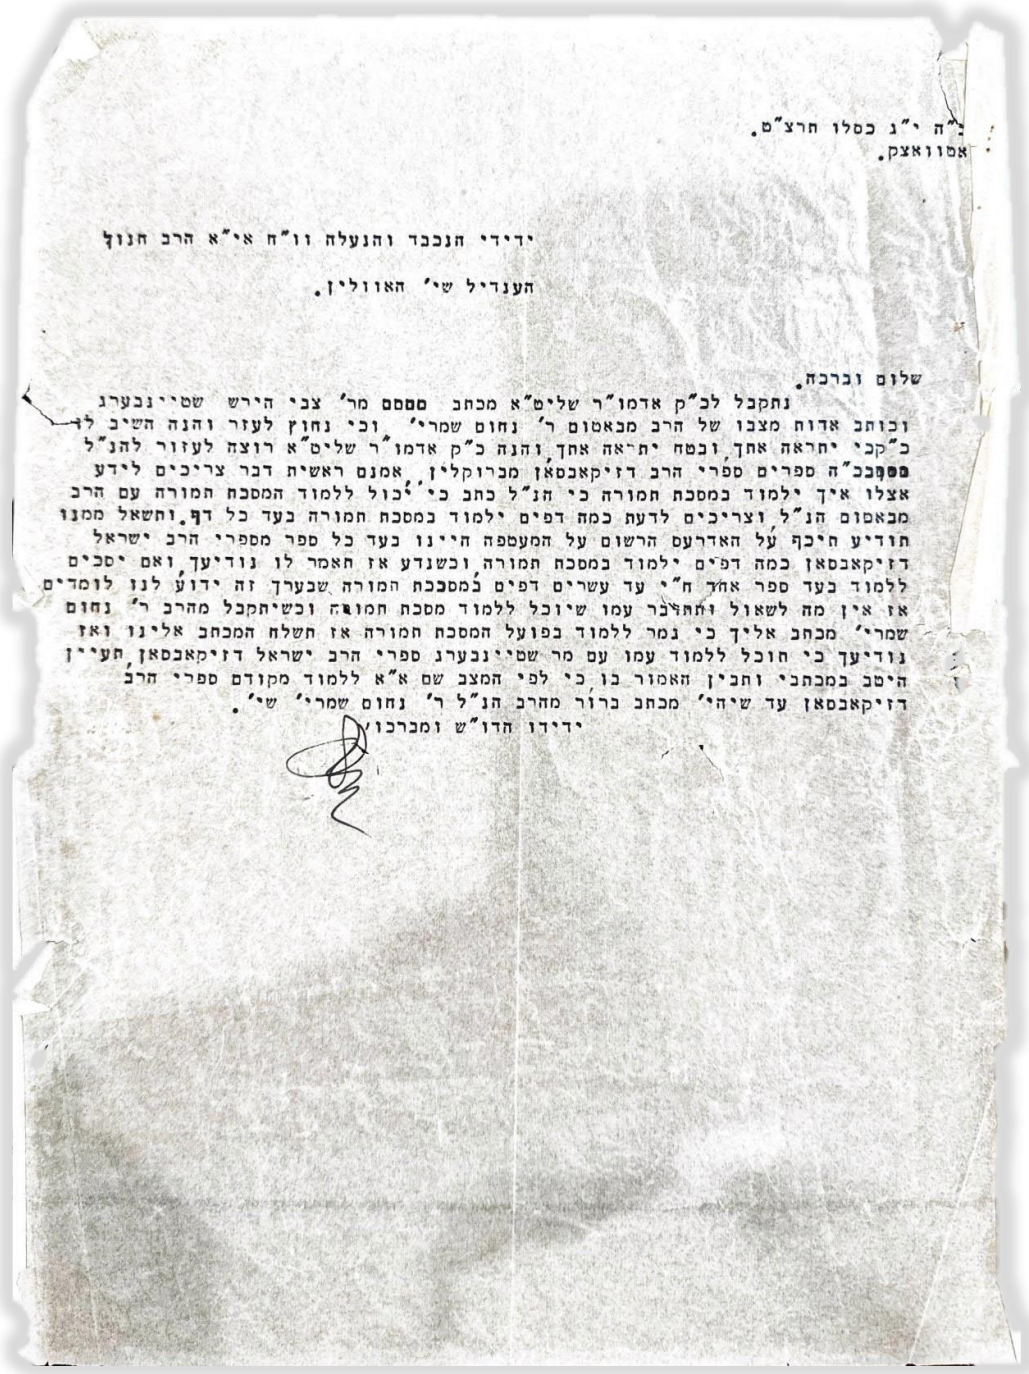 ב"ה י"ג כסלו תרצ"ט.
אטוואצק.
ידידי הנכבד והנעלה וו"ח אי"א הרב חנוך
הענדיל שי' האוולין.
שלום וברכה.
נתקבל לכ"ק אדמו"ר שליט"א מכתב מר' צבי הירש שטיינבערג
וכותב אדות מצבו של הרב מבאטום ר' נחום שמרי' וכי נחוץ לעזר והנה השיב לו
כ"ק כי יתראה אתך, ובטח יתראה אתך, והנה כ"ק אדמו"ר שליט"א רוצה לעזור להנ"ל
בכ"ה ספרים ספרי הרב דזיקאבסאן מברוקלין, אמנם ראשית דבר צריכים לידע
אצלו איך ילמוד במסכת תמורה כי הנ"ל כתב כי יכול ללמוד המסכת תמורה עם הרב
מבאטום הנ"ל, וצריכים לדעת כמה דפים ילמוד במסכת תמורה בעד כל דף. ותשאל ממנו
תודיע תיכף על האדרעס הרשום על המעטפה היינו בעד כל ספר מספרי הרב ישראל
דזיקאבסאן כמה דפים ילמוד במסכת תמורה, וכשנדע אז תאמר לו נודיעך, ואם יסכים
ללמוד בעד ספר אחד ח"י עד עשרים דפים במסכת תמורה שבערך זה ידוע לנו לומדים
אז אין מה לשאול ותתדבר עמו שיוכל ללמוד מסכת תמורה וכשיתקבל מהרב ר' נחום
שמרי' מכתב אליך כי גמר ללמוד בפועל המסכת תמורה אז תשלח המכתב אלינו ואז
נודיעך כי תוכל ללמוד עמו עם מר שטיינבערג ספרי הרב ישראל דזיקאבסאן, תעיין
היטב במכתבי ותבין האמור בו, כי לפי המצב שם א"א ללמוד מקודם ספרי הרב
דזיקאבסאן עד שיהי' מכתב ברור מהרב הנ"ל ר' נחום שמרי' שי'.
ידידו הדו"ש ומברכו